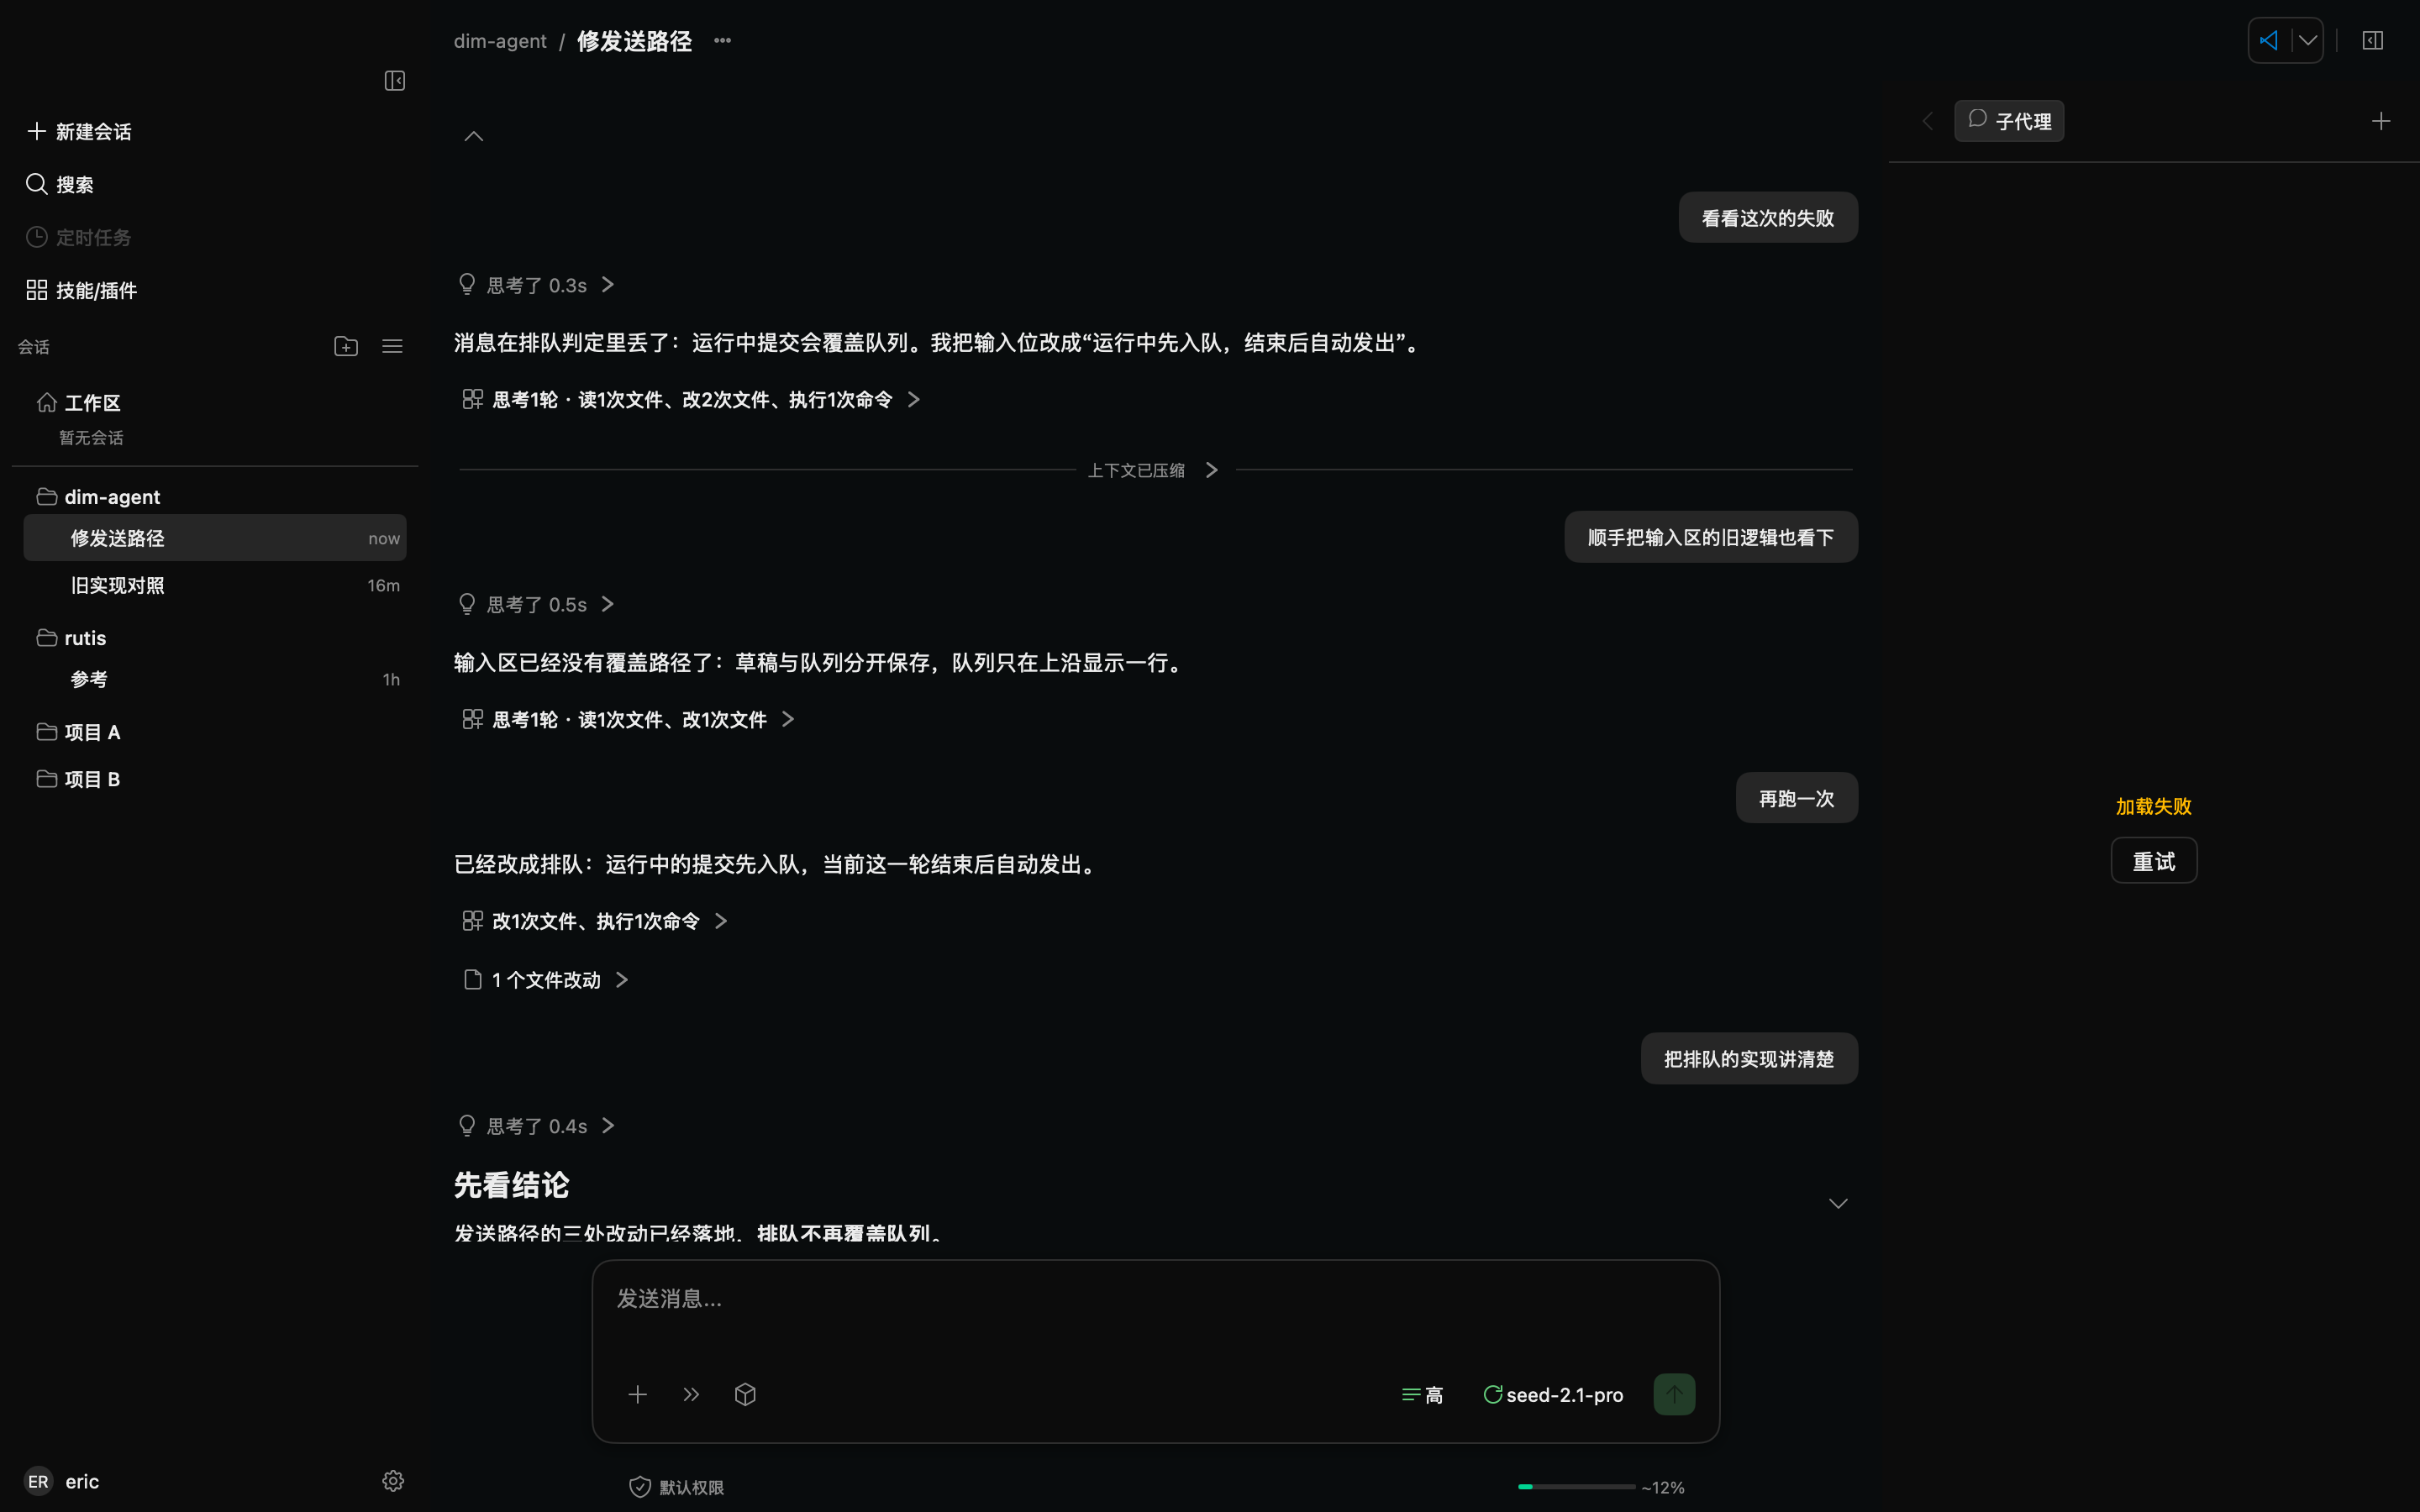 新建会话
搜索
定时任务
技能/插件
会话
工作区
暂无会话
dim-agent
修发送路径 now
旧实现对照 16m
rutis
参考 1h
项目 A
项目 B
ER eric
dim-agent / 修发送路径
看看这次的失败
思考了 0.3s
消息在排队判定里丢了：运行中提交会覆盖队列。我把输入位改成“运行中先入队，结束后自动发出”。
思考1轮 · 读1次文件、改2次文件、执行1次命令
上下文已压缩
顺手把输入区的旧逻辑也看下
思考了 0.5s
输入区已经没有覆盖路径了：草稿与队列分开保存，队列只在上沿显示一行。
思考1轮 · 读1次文件、改1次文件
再跑一次
已经改成排队：运行中的提交先入队，当前这一轮结束后自动发出。
改1次文件、执行1次命令
1 个文件改动
把排队的实现讲清楚
思考了 0.4s
先看结论
发送路径的三处改动已经落地，排队不再覆盖队列。
发送消息...
高 seed-2.1-pro
默认权限 ~12%
子代理
加载失败
重试